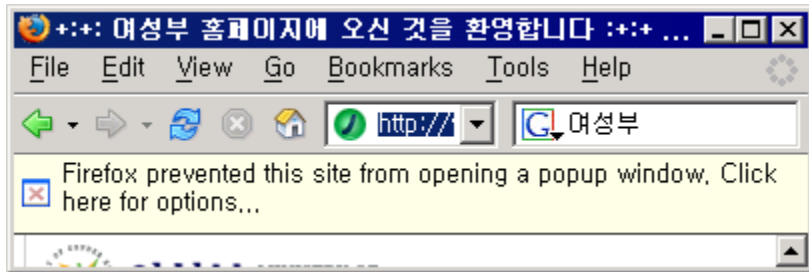 +:+: 여성부 홈페이지에 오신 것을 환영합니다 :+:+ ...
File Edit View Go Bookmarks Tools Help
http:// 여성부
Firefox prevented this site from opening a popup window, Click
here for options...